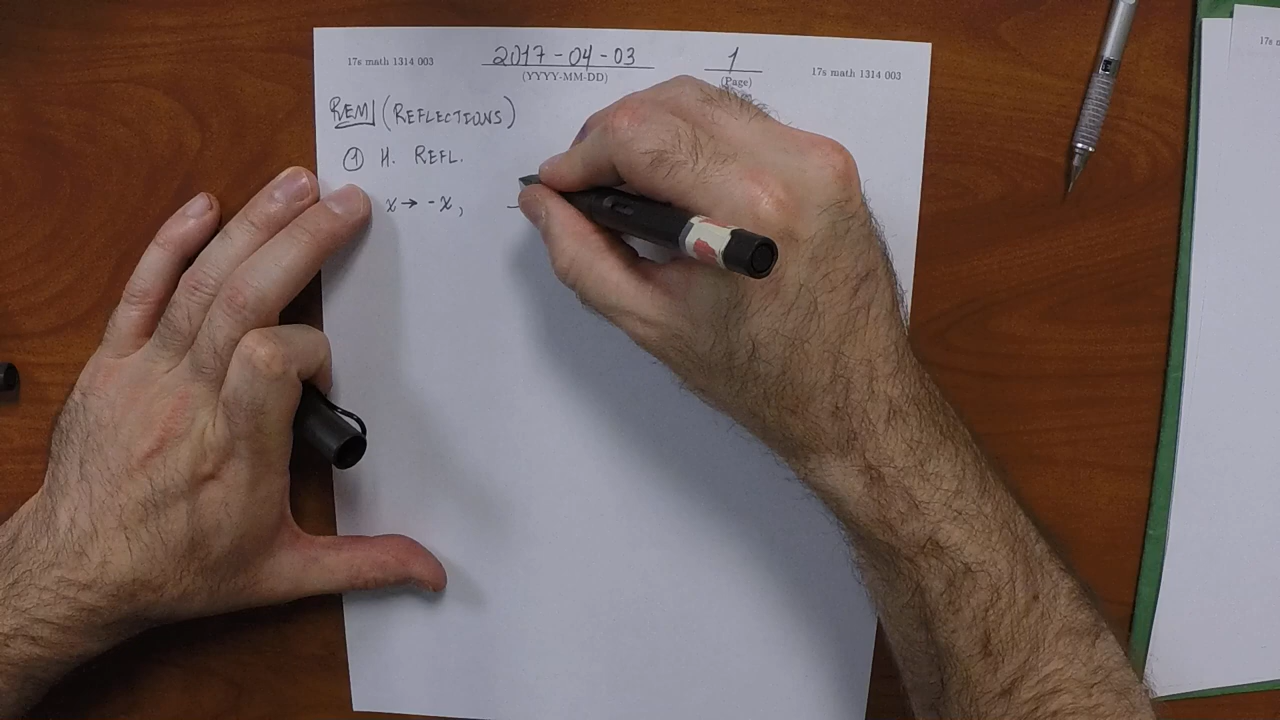 17s math 1314 003 2017-04-03 1 17s math 1314 003
(YYYY-MM-DD) (Page)
REM (REFLECTIONS)
① H. REFL.
x → -x,